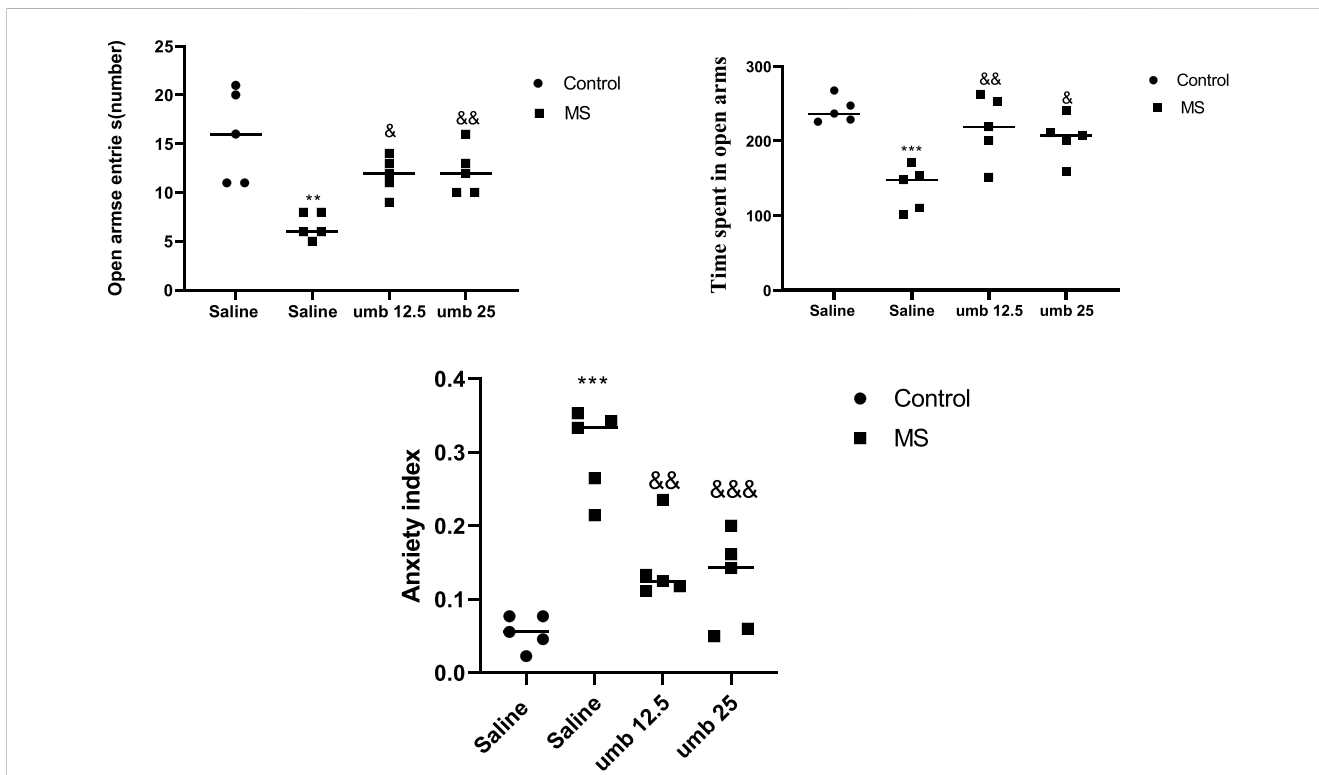 Open armse entrie s(number)
25
20
15
10
5
0
**
&
&&
Saline
Saline
umb 12.5
umb 25
Control
MS
Time spent in open arms
300
200
100
0
***
&&
&
Saline
Saline
umb 12.5
umb 25
Control
MS
Anxiety index
0.4
0.3
0.2
0.1
0.0
***
&&
&&&
Saline
Saline
umb 12.5
umb 25
Control
MS